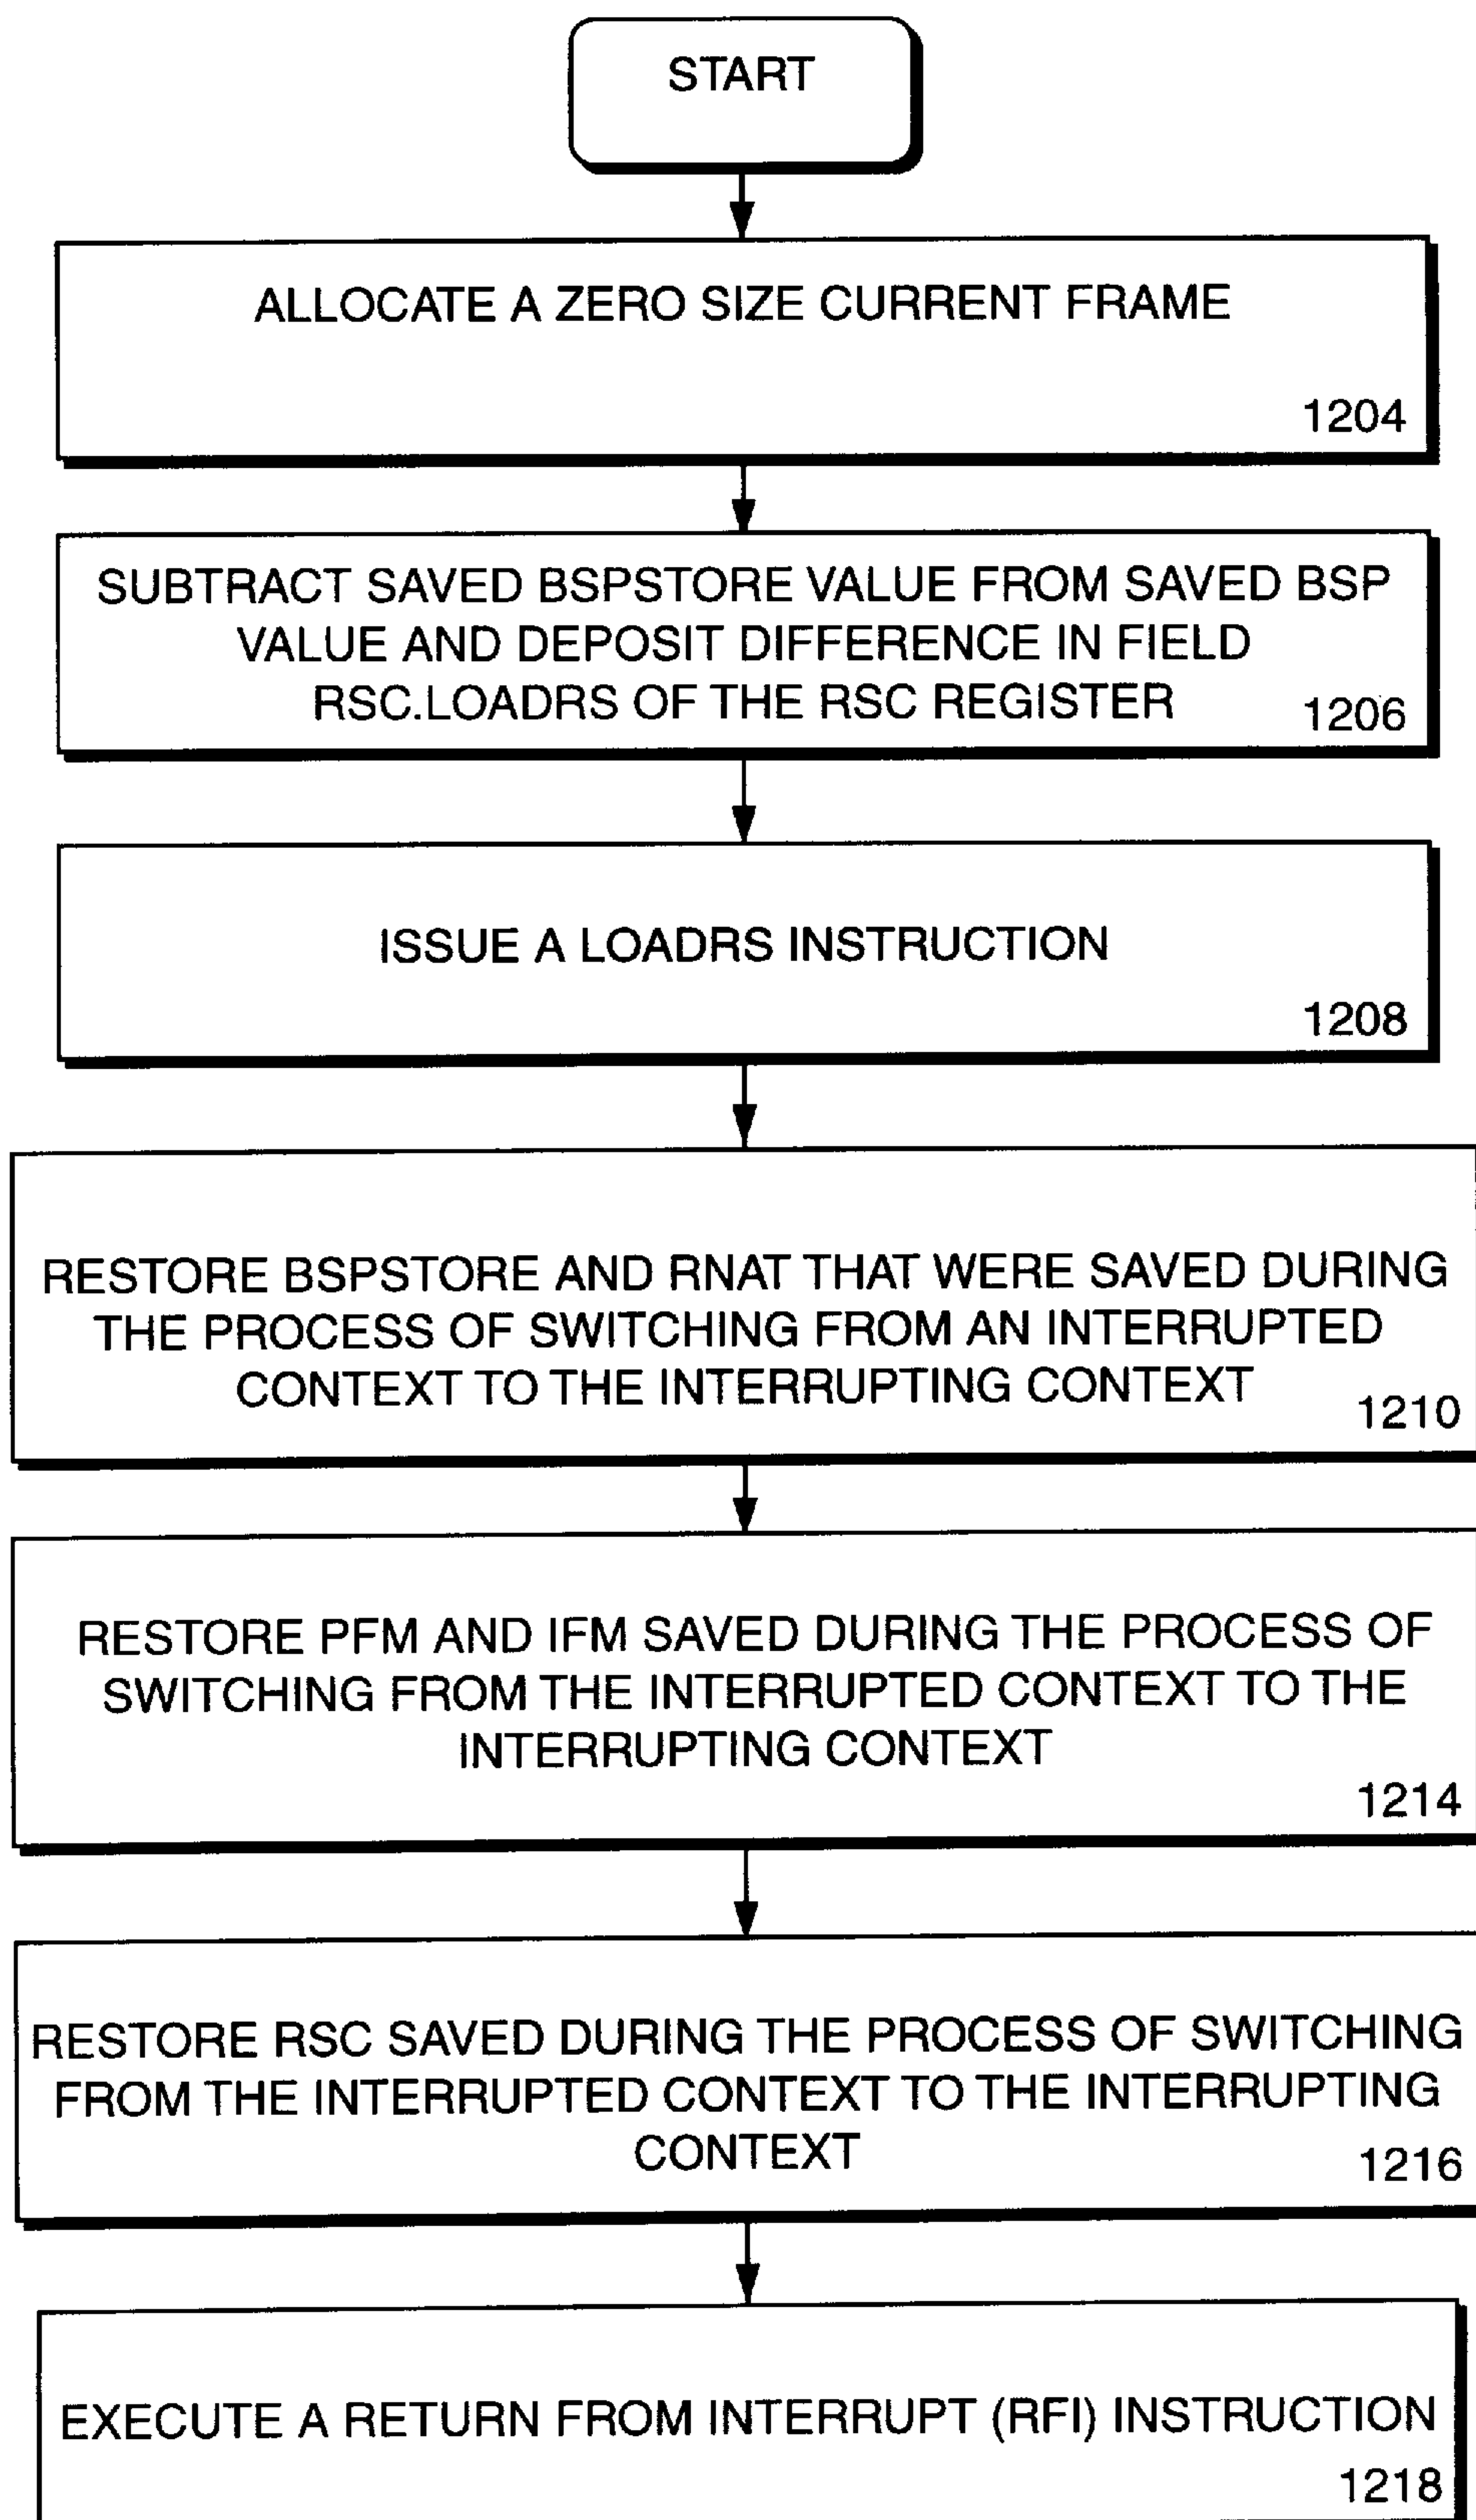 START
ALLOCATE A ZERO SIZE CURRENT FRAME
1204
SUBTRACT SAVED BSPSTORE VALUE FROM SAVED BSP
VALUE AND DEPOSIT DIFFERENCE IN FIELD
RSC.LOADRS OF THE RSC REGISTER
1206
ISSUE A LOADRS INSTRUCTION
1208
RESTORE BSPSTORE AND RNAT THAT WERE SAVED DURING
THE PROCESS OF SWITCHING FROM AN INTERRUPTED
CONTEXT TO THE INTERRUPTING CONTEXT
1210
RESTORE PFM AND IFM SAVED DURING THE PROCESS OF
SWITCHING FROM THE INTERRUPTED CONTEXT TO THE
INTERRUPTING CONTEXT
1214
RESTORE RSC SAVED DURING THE PROCESS OF SWITCHING
FROM THE INTERRUPTED CONTEXT TO THE INTERRUPTING
CONTEXT
1216
EXECUTE A RETURN FROM INTERRUPT (RFI) INSTRUCTION
1218